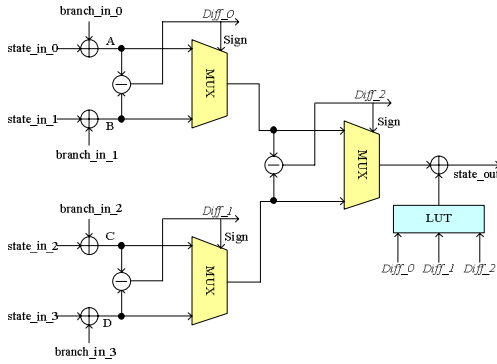 branch_in_0
Diff_0
state_in_0
A
Sign
MUX
state_in_1
B
branch_in_1
Diff_2
Sign
MUX
state_out
branch_in_2
Diff_1
state_in_2
C
Sign
MUX
state_in_3
D
branch_in_3
LUT
Diff_0 Diff_1 Diff_2